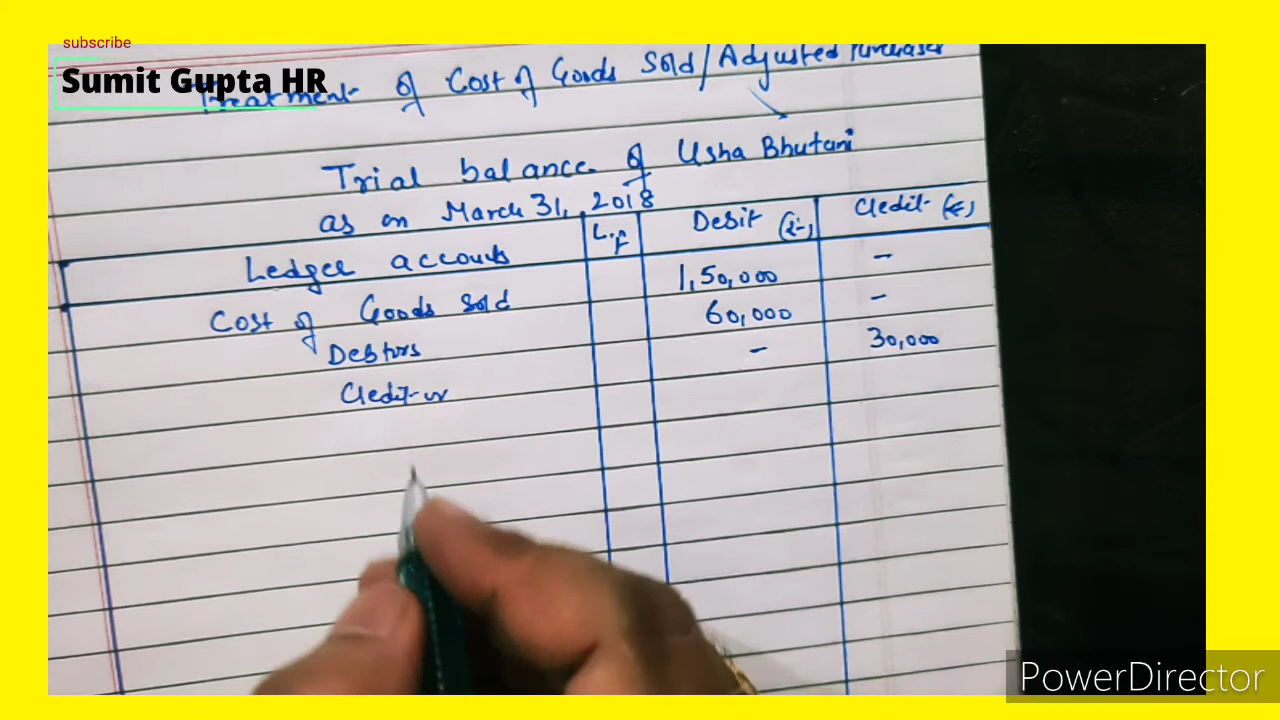 subscribe
Sumit Gupta HR
Treatment of Cost of Goods Sold/Adjusted Purchases
Trial balance of Usha Bhutani
as on March 31, 2018
Ledger accounts L.F Debit (₹) Credit (₹)
Cost of Goods Sold 1,50,000 -
Debtors 60,000 -
Creditor - 30,000
PowerDirector